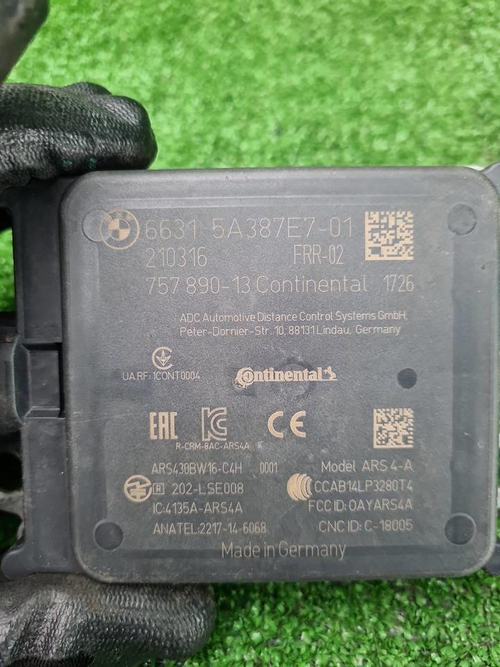 6631 5A387E7-01
210316 FRR-02
757 890-13 Continental 1726
ADC Automotive Distance Control Systems GmbH,
Peter-Dornier-Str. 10, 88131 Lindau, Germany
UA.RF: 1CONT0004
Continental
EAC KC CE
R-CRM-8AC-ARS4A
ARS430BW16-C4H 0001 Model ARS 4-A
R 202-LSE008 CCAB14LP3280T4
IC:4135A-ARS4A FCC ID: OAYARS4A
ANATEL: 2217-14-6068 CNC ID: C-18005
Made in Germany